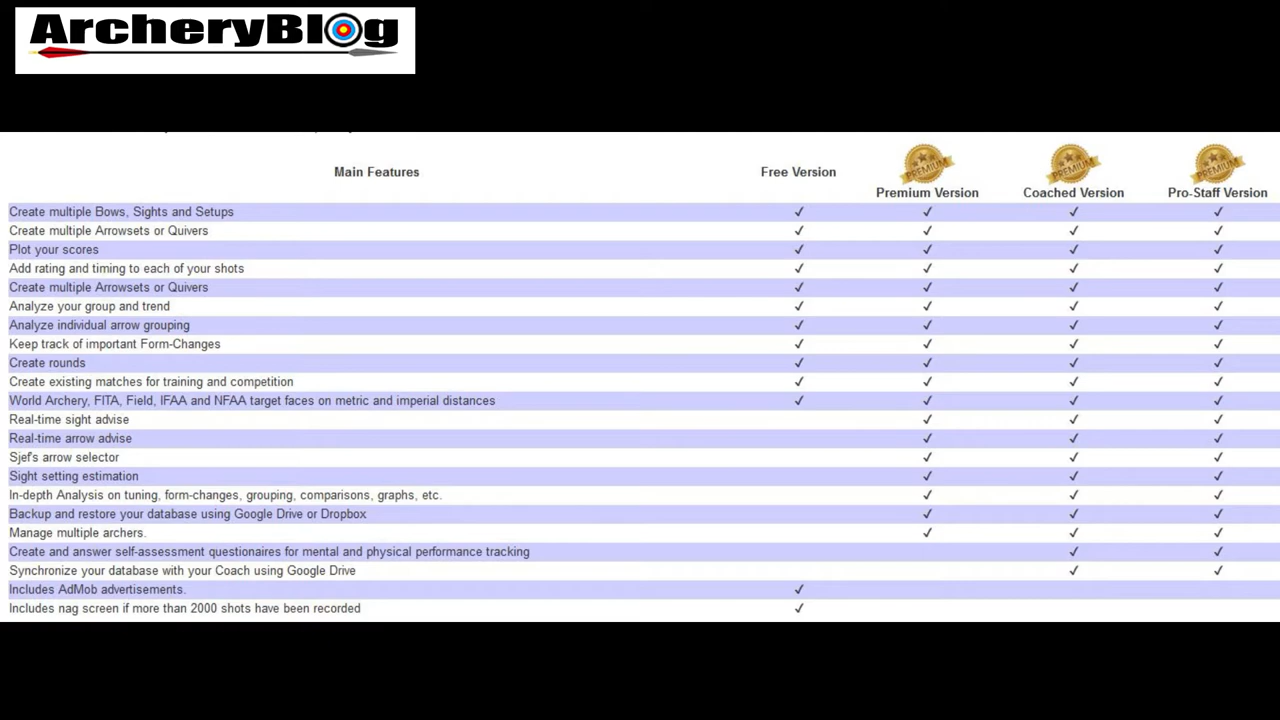 ArcheryBlog
Main Features
Free Version
PREMIUM
Premium Version
PREMIUM
Coached Version
PREMIUM
Pro-Staff Version
Create multiple Bows, Sights and Setups ✓ ✓ ✓ ✓
Create multiple Arrowsets or Quivers ✓ ✓ ✓ ✓
Plot your scores ✓ ✓ ✓ ✓
Add rating and timing to each of your shots ✓ ✓ ✓ ✓
Create multiple Arrowsets or Quivers ✓ ✓ ✓ ✓
Analyze your group and trend ✓ ✓ ✓ ✓
Analyze individual arrow grouping ✓ ✓ ✓ ✓
Keep track of important Form-Changes ✓ ✓ ✓ ✓
Create rounds ✓ ✓ ✓ ✓
Create existing matches for training and competition ✓ ✓ ✓ ✓
World Archery, FITA, Field, IFAA and NFAA target faces on metric and imperial distances ✓ ✓ ✓ ✓
Real-time sight advise ✓ ✓ ✓
Real-time arrow advise ✓ ✓ ✓
Sjef's arrow selector ✓ ✓ ✓
Sight setting estimation ✓ ✓ ✓
In-depth Analysis on tuning, form-changes, grouping, comparisons, graphs, etc. ✓ ✓ ✓
Backup and restore your database using Google Drive or Dropbox ✓ ✓ ✓
Manage multiple archers. ✓ ✓ ✓
Create and answer self-assessment questionaires for mental and physical performance tracking ✓ ✓
Synchronize your database with your Coach using Google Drive ✓ ✓
Includes AdMob advertisements. ✓
Includes nag screen if more than 2000 shots have been recorded ✓